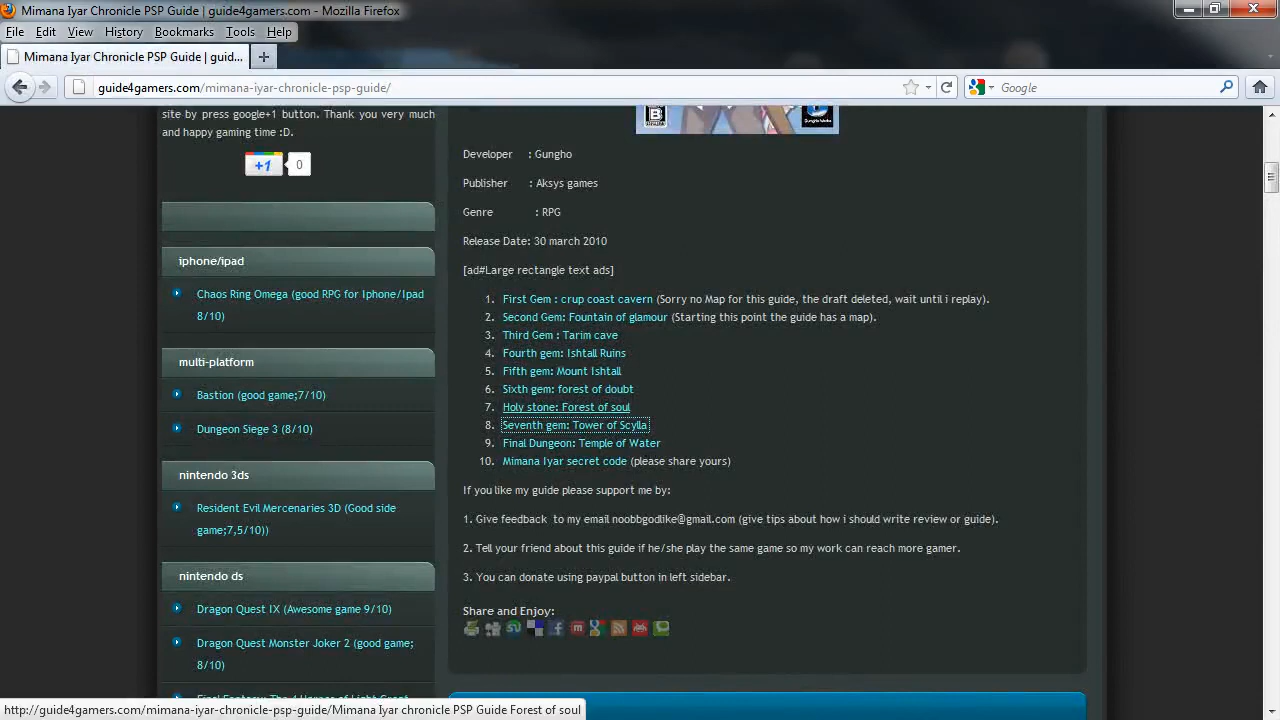 Mimana Iyar Chronicle PSP Guide | guide4gamers.com - Mozilla Firefox
File Edit View History Bookmarks Tools Help
Mimana Iyar Chronicle PSP Guide | guid...
guide4gamers.com/mimana-iyar-chronicle-psp-guide/
Google
site by press google+1 button. Thank you very much
and happy gaming time :D.
+1 0
iphone/ipad
Chaos Ring Omega (good RPG for Iphone/Ipad
8/10)
multi-platform
Bastion (good game;7/10)
Dungeon Siege 3 (8/10)
nintendo 3ds
Resident Evil Mercenaries 3D (Good side
game;7,5/10))
nintendo ds
Dragon Quest IX (Awesome game 9/10)
Dragon Quest Monster Joker 2 (good game;
8/10)
Final Fantasy: The 4 Heroes of Light Great
Developer : Gungho
Publisher : Aksys games
Genre : RPG
Release Date: 30 march 2010
[ad#Large rectangle text ads]
1. First Gem : crup coast cavern (Sorry no Map for this guide, the draft deleted, wait until i replay).
2. Second Gem: Fountain of glamour (Starting this point the guide has a map).
3. Third Gem : Tarim cave
4. Fourth gem: Ishtall Ruins
5. Fifth gem: Mount Ishtall
6. Sixth gem: forest of doubt
7. Holy stone: Forest of soul
8. Seventh gem: Tower of Scylla
9. Final Dungeon: Temple of Water
10. Mimana Iyar secret code (please share yours)
If you like my guide please support me by:
1. Give feedback to my email noobbgodlike@gmail.com (give tips about how i should write review or guide).
2. Tell your friend about this guide if he/she play the same game so my work can reach more gamer.
3. You can donate using paypal button in left sidebar.
Share and Enjoy:
http://guide4gamers.com/mimana-iyar-chronicle-psp-guide/Mimana Iyar chronicle PSP Guide Forest of soul